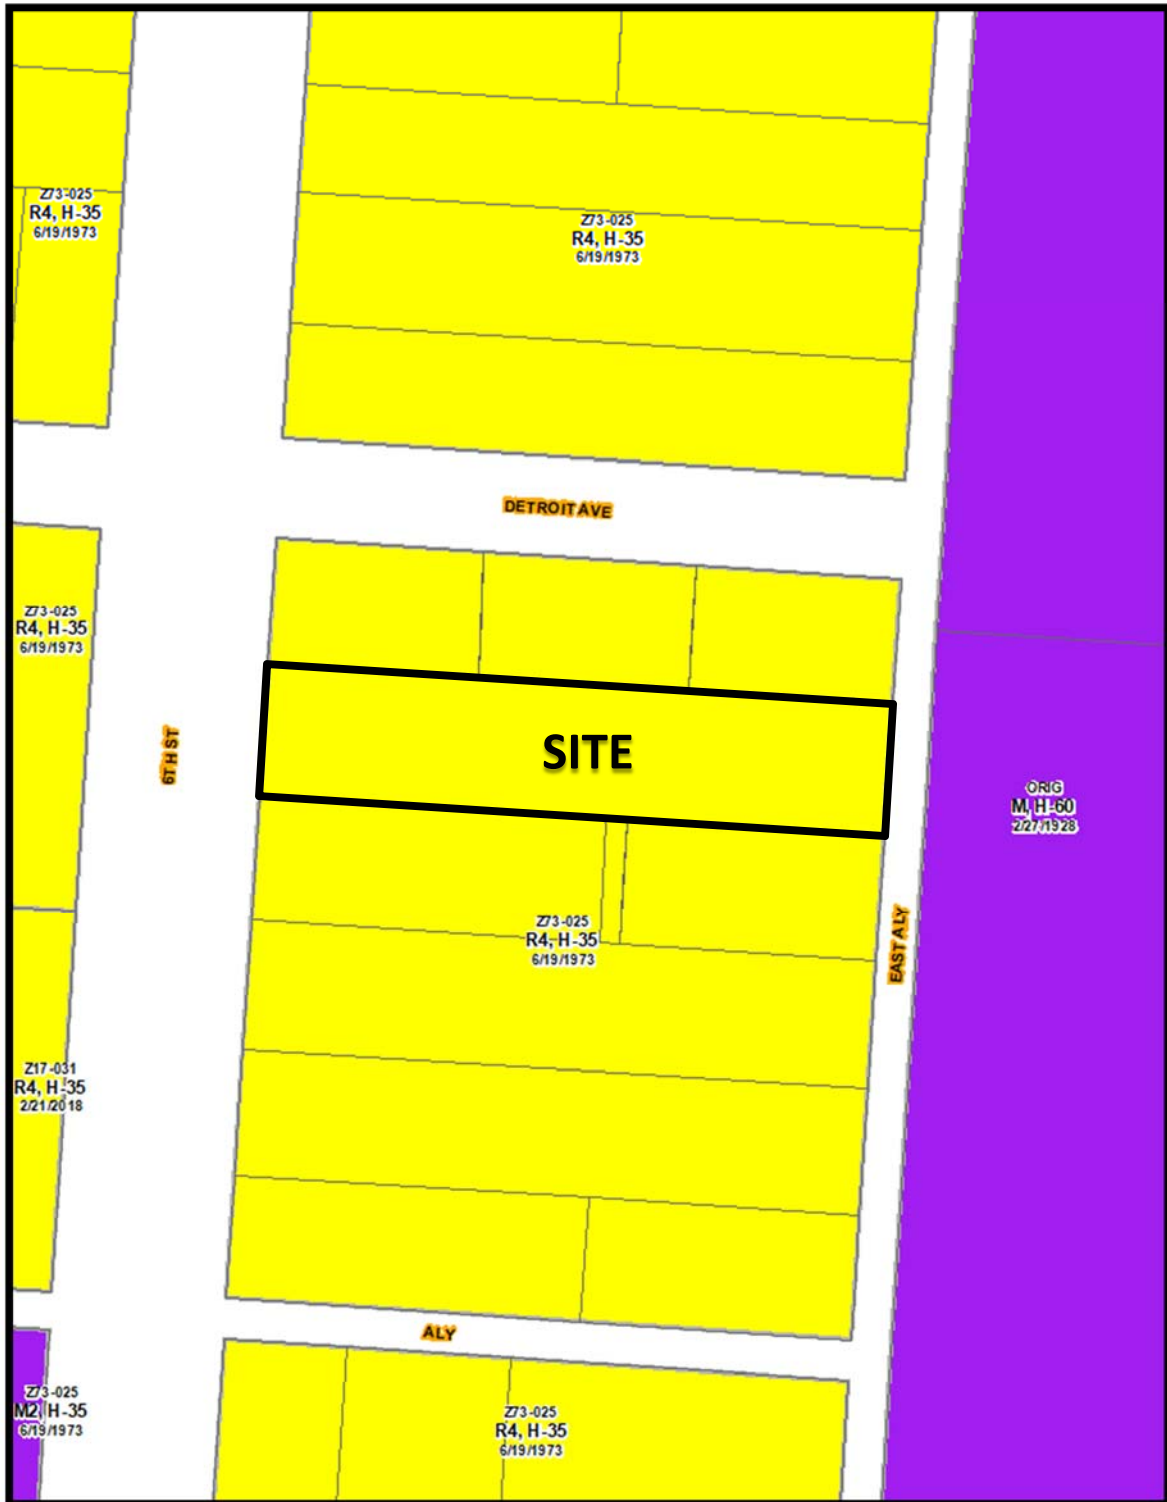 Z73-025
R4, H-35
6/19/1973
Z73-025
R4, H-35
6/19/1973
DETROIT AVE
Z73-025
R4, H-35
6/19/1973
6TH ST
SITE
ORIG
M, H-60
2/27/1928
Z73-025
R4, H-35
6/19/1973
EAST ALY
Z17-031
R4, H-35
2/21/2018
ALY
Z73-025
M2, H-35
6/19/1973
Z73-025
R4, H-35
6/19/1973